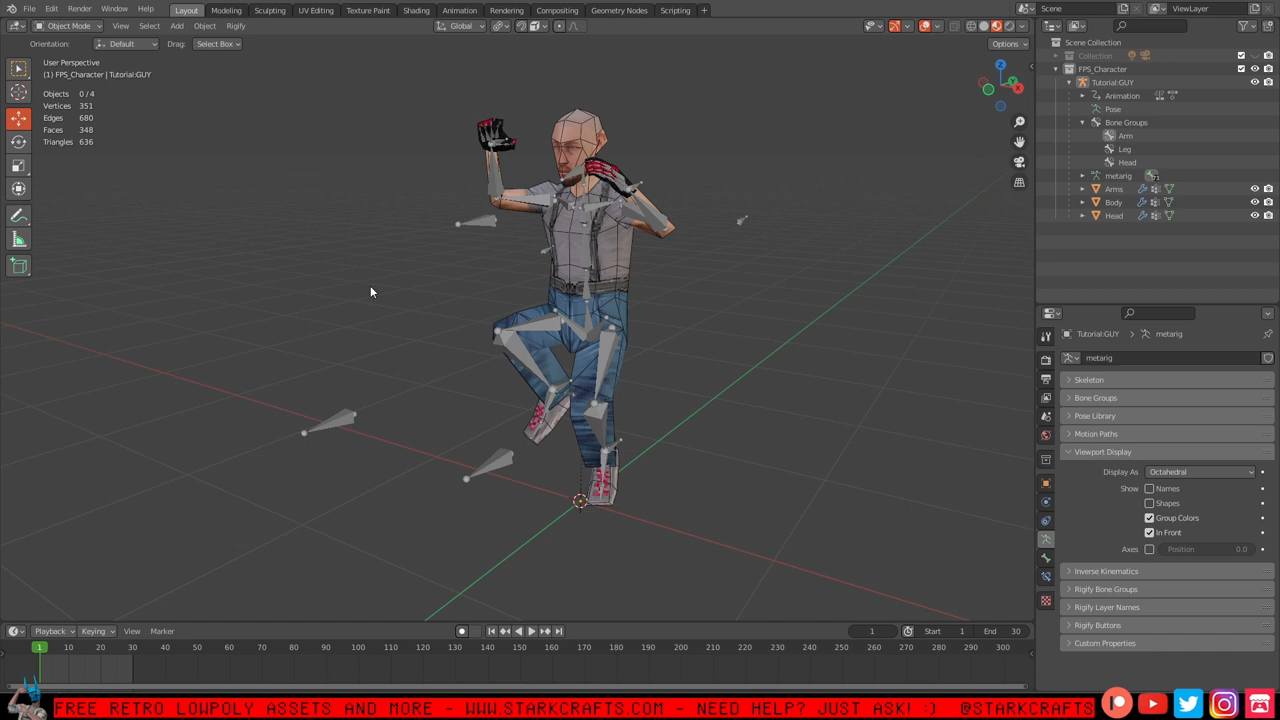 File Edit Render Window Help
Layout Modeling Sculpting UV Editing Texture Paint Shading Animation Rendering Compositing Geometry Nodes Scripting
Scene
ViewLayer
Object Mode View Select Add Object Rigify
Global
Orientation: Default Drag: Select Box
Options
User Perspective
(1) FPS_Character | Tutorial:GUY
Objects 0/4
Vertices 351
Edges 680
Faces 348
Triangles 636
Z
Y
X
Scene Collection
Collection
FPS_Character
Tutorial:GUY
Animation
Pose
Bone Groups
Arm
Leg
Head
metarig
Arms
Body
Head
Tutorial:GUY metarig
metarig
Skeleton
Bone Groups
Pose Library
Motion Paths
Viewport Display
Display As Octahedral
Show Names
Shapes
Group Colors
In Front
Axes Position 0.0
Inverse Kinematics
Rigify Bone Groups
Rigify Layer Names
Rigify Buttons
Custom Properties
Playback Keying View Marker
1 Start 1 End 30
1 10 20 30 40 50 60 70 80 90 100 110 120 130 140 150 160 170 180 190 200 210 220 230 240 250 260 270 280 290 300
FREE RETRO LOWPOLY ASSETS AND MORE - WWW.STARKCRAFTS.COM - NEED HELP? JUST ASK! :) @STARKCRAFTS